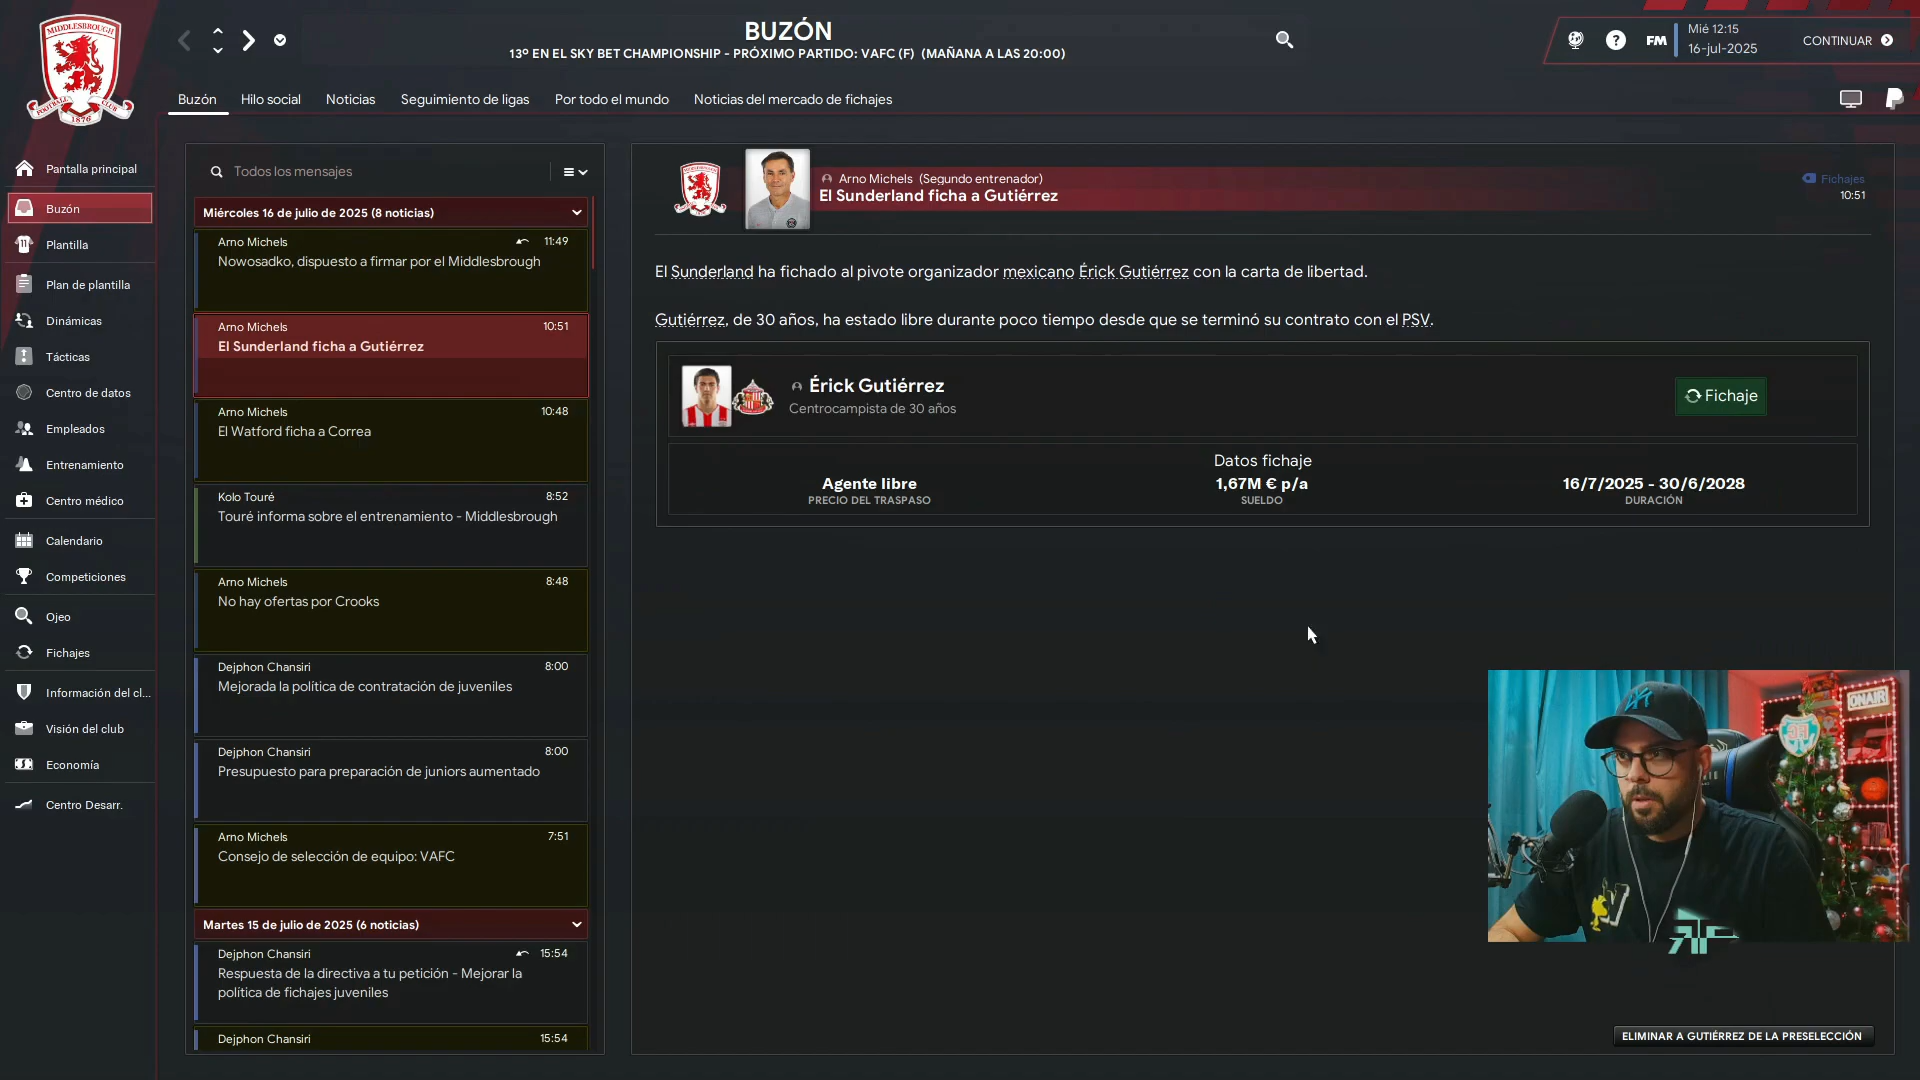 MIDDLESBROUGH
FOOTBALL CLUB
1876
BUZÓN
13º EN EL SKY BET CHAMPIONSHIP - PRÓXIMO PARTIDO: VAFC (F) (MAÑANA A LAS 20:00)
FM
Mié 12:15
16-jul-2025
CONTINUAR
Buzón
Hilo social
Noticias
Seguimiento de ligas
Por todo el mundo
Noticias del mercado de fichajes
Pantalla principal
Buzón
Plantilla
Plan de plantilla
Dinámicas
Tácticas
Centro de datos
Empleados
Entrenamiento
Centro médico
Calendario
Competiciones
Ojeo
Fichajes
Información del cl...
Visión del club
Economía
Centro Desarr.
Todos los mensajes
Miércoles 16 de julio de 2025 (8 noticias)
Arno Michels 11:49
Nowosadko, dispuesto a firmar por el Middlesbrough
Arno Michels 10:51
El Sunderland ficha a Gutiérrez
Arno Michels 10:48
El Watford ficha a Correa
Kolo Touré 8:52
Touré informa sobre el entrenamiento - Middlesbrough
Arno Michels 8:48
No hay ofertas por Crooks
Dejphon Chansiri 8:00
Mejorada la política de contratación de juveniles
Dejphon Chansiri 8:00
Presupuesto para preparación de juniors aumentado
Arno Michels 7:51
Consejo de selección de equipo: VAFC
Martes 15 de julio de 2025 (6 noticias)
Dejphon Chansiri 15:54
Respuesta de la directiva a tu petición - Mejorar la
política de fichajes juveniles
Dejphon Chansiri 15:54
Arno Michels (Segundo entrenador)
El Sunderland ficha a Gutiérrez
Fichajes
10:51
El Sunderland ha fichado al pivote organizador mexicano Érick Gutiérrez con la carta de libertad.
Gutiérrez, de 30 años, ha estado libre durante poco tiempo desde que se terminó su contrato con el PSV.
Érick Gutiérrez
Centrocampista de 30 años
Fichaje
Datos fichaje
Agente libre
PRECIO DEL TRASPASO
1,67M € p/a
SUELDO
16/7/2025 - 30/6/2028
DURACIÓN
ON AIR
ELIMINAR A GUTIÉRREZ DE LA PRESELECCIÓN